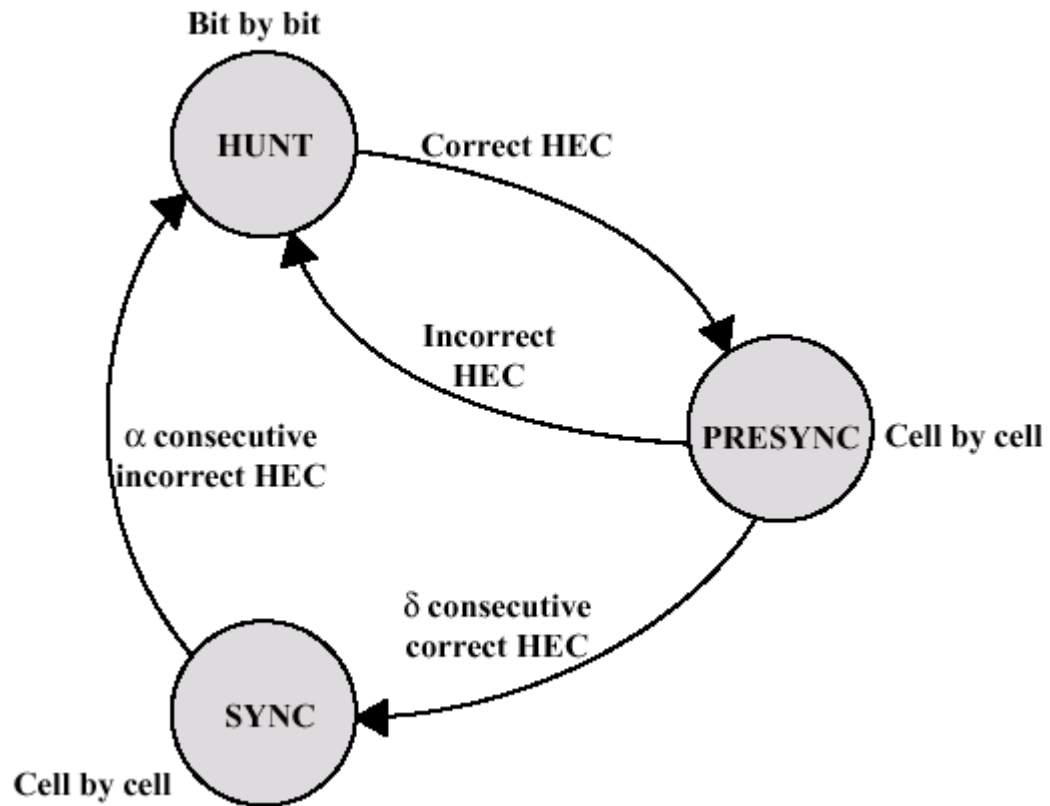 Bit by bit
HUNT
Correct HEC
Incorrect
HEC
PRESYNC
Cell by cell
α consecutive
incorrect HEC
δ consecutive
correct HEC
SYNC
Cell by cell